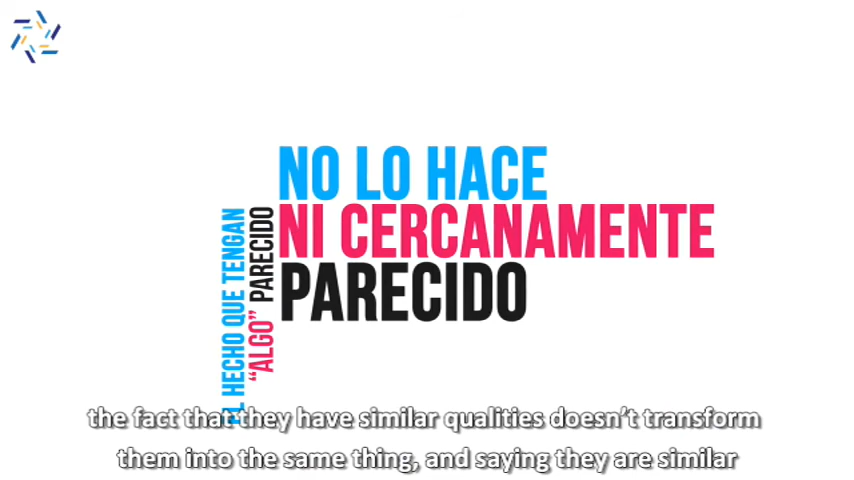 EL HECHO QUE TENGAN
“ALGO” PARECIDO
NO LO HACE
NI CERCANAMENTE
PARECIDO
the fact that they have similar qualities doesn’t transform
them into the same thing, and saying they are similar